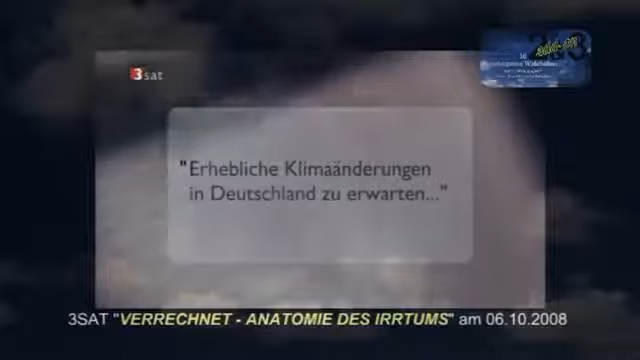 3sat
"Erhebliche Klimaänderungen
in Deutschland zu erwarten..."
3SAT "VERRECHNET - ANATOMIE DES IRRTUMS" am 06.10.2008